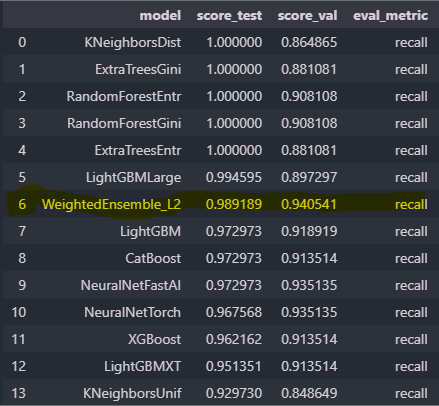 model score_test score_val eval_metric
0 KNeighborsDist 1.000000 0.864865 recall
1 ExtraTreesGini 1.000000 0.881081 recall
2 RandomForestEntr 1.000000 0.908108 recall
3 RandomForestGini 1.000000 0.908108 recall
4 ExtraTreesEntr 1.000000 0.881081 recall
5 LightGBMLarge 0.994595 0.897297 recall
6 WeightedEnsemble_L2 0.989189 0.940541 recall
7 LightGBM 0.972973 0.918919 recall
8 CatBoost 0.972973 0.913514 recall
9 NeuralNetFastAI 0.972973 0.935135 recall
10 NeuralNetTorch 0.967568 0.935135 recall
11 XGBoost 0.962162 0.913514 recall
12 LightGBMXT 0.951351 0.913514 recall
13 KNeighborsUnif 0.929730 0.848649 recall